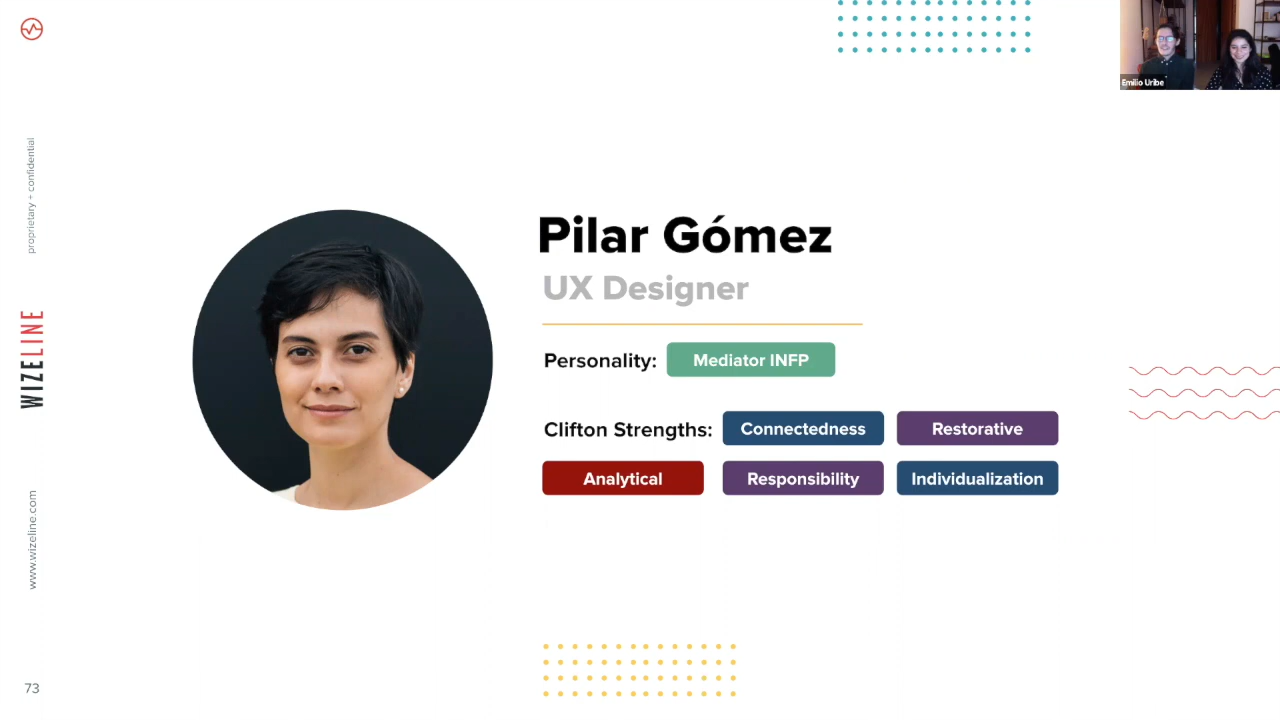 Emilio Uribe
proprietary + confidential
WIZELINE
www.wizeline.com
73
Pilar Gómez
UX Designer
Personality: Mediator INFP
Clifton Strengths: Connectedness Restorative
Analytical Responsibility Individualization